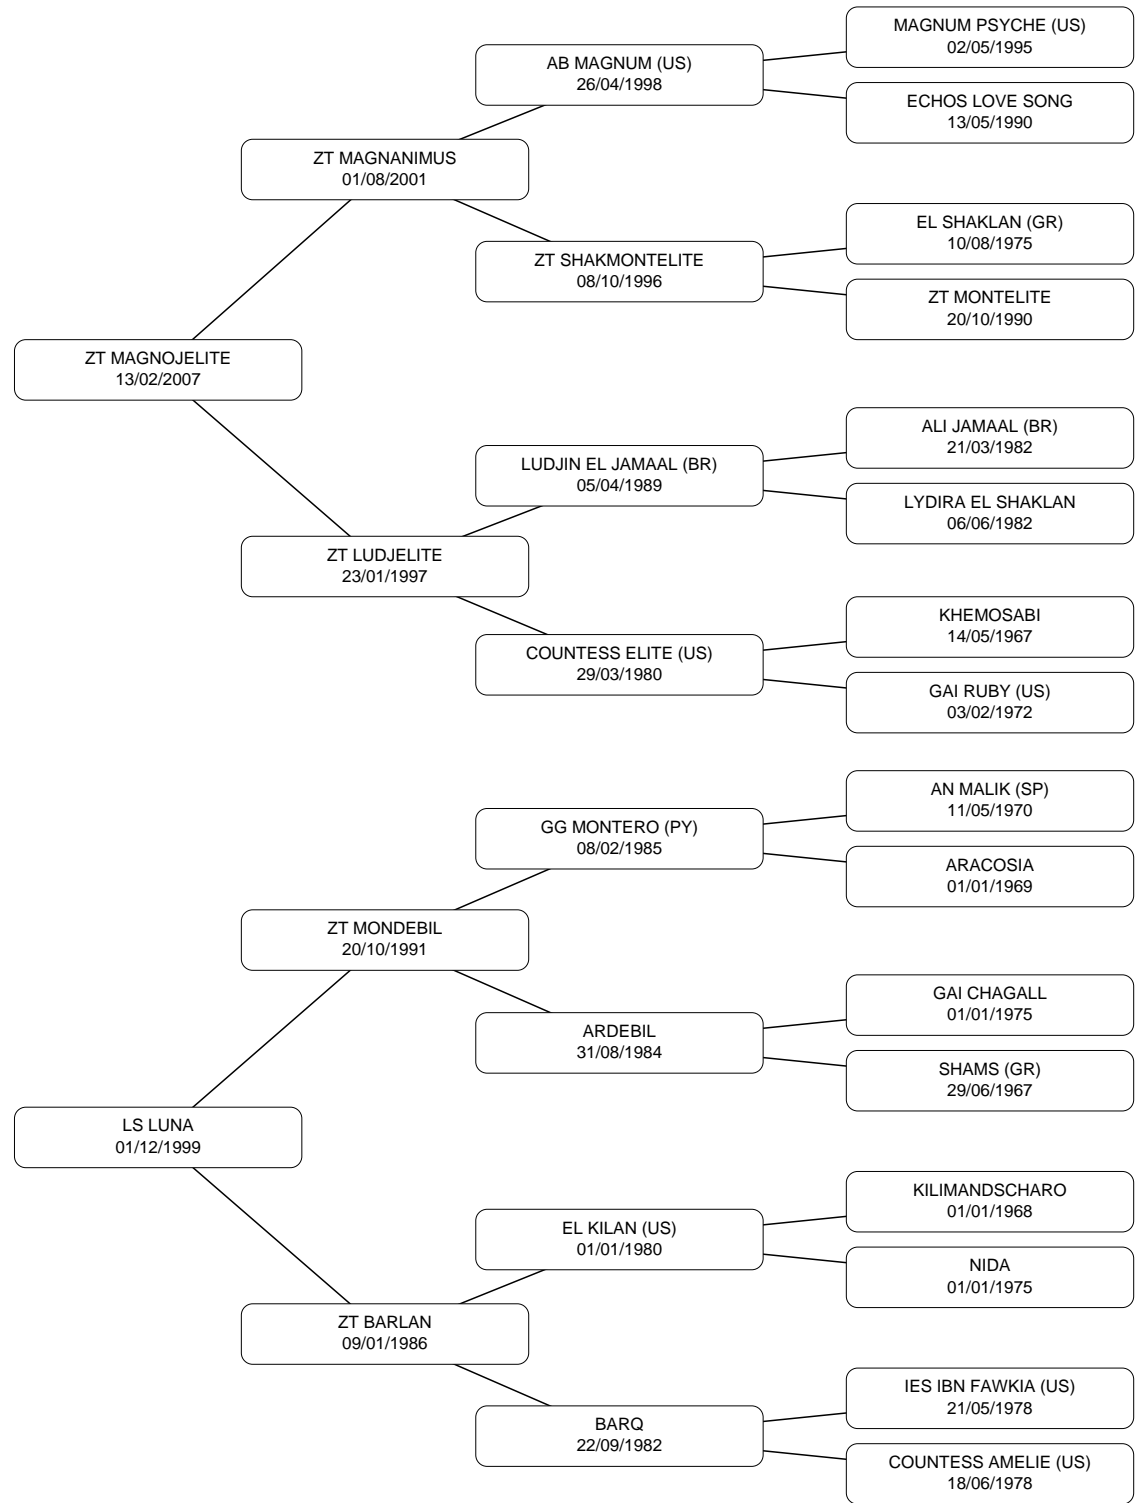 MAGNUM PSYCHE (US)
02/05/1995
AB MAGNUM (US)
26/04/1998
ECHOS LOVE SONG
13/05/1990
ZT MAGNANIMUS
01/08/2001
EL SHAKLAN (GR)
10/08/1975
ZT SHAKMONTELITE
08/10/1996
ZT MONTELITE
20/10/1990
ZT MAGNOJELITE
13/02/2007
ALI JAMAAL (BR)
21/03/1982
LUDJIN EL JAMAAL (BR)
05/04/1989
LYDIRA EL SHAKLAN
06/06/1982
ZT LUDJELITE
23/01/1997
KHEMOSABI
14/05/1967
COUNTESS ELITE (US)
29/03/1980
GAI RUBY (US)
03/02/1972
AN MALIK (SP)
11/05/1970
GG MONTERO (PY)
08/02/1985
ARACOSIA
01/01/1969
ZT MONDEBIL
20/10/1991
GAI CHAGALL
01/01/1975
ARDEBIL
31/08/1984
SHAMS (GR)
29/06/1967
LS LUNA
01/12/1999
KILIMANDSCHARO
01/01/1968
EL KILAN (US)
01/01/1980
NIDA
01/01/1975
ZT BARLAN
09/01/1986
IES IBN FAWKIA (US)
21/05/1978
BARQ
22/09/1982
COUNTESS AMELIE (US)
18/06/1978